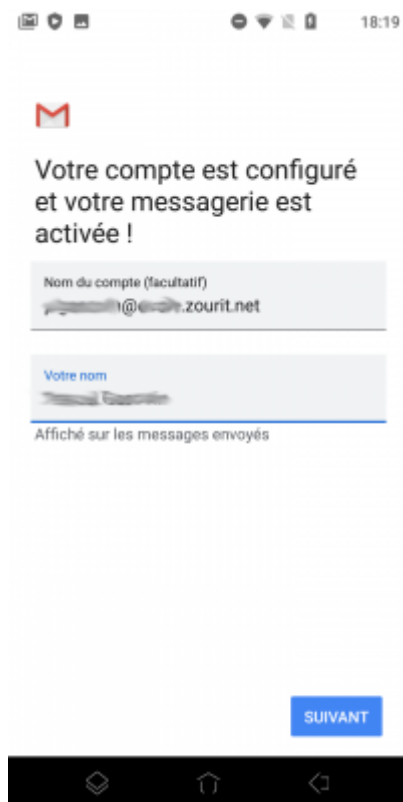 18:19
Votre compte est configuré
et votre messagerie est
activée !
Nom du compte (facultatif)
.zourit.net
Votre nom
Affiché sur les messages envoyés
SUIVANT